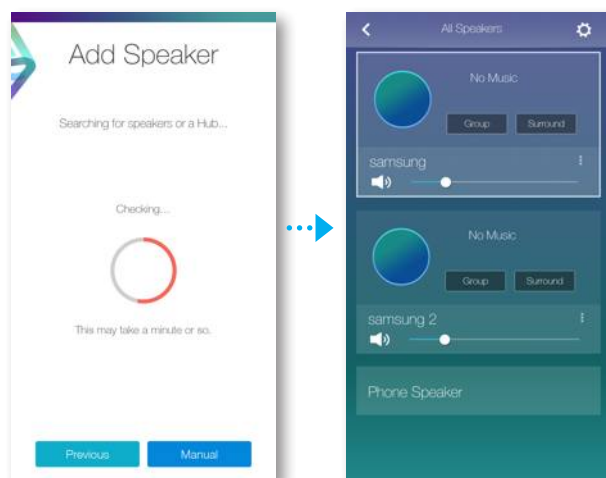 Add Speaker
Searching for speakers or a Hub...
Checking...
This may take a minute or so.
Previous Manual
All Speakers
No Music
Group Surround
samsung
No Music
Group Surround
samsung 2
Phone Speaker